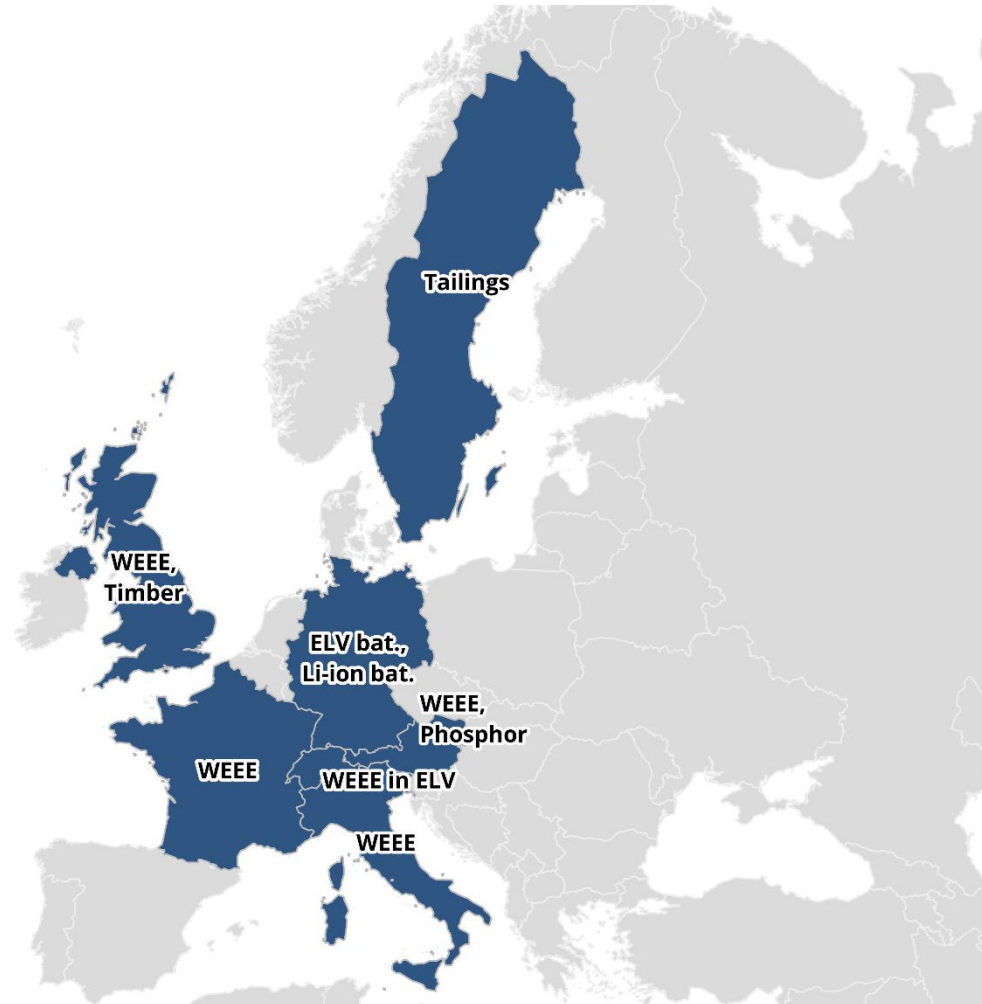 Tailings
WEEE,
Timber
ELV bat.,
Li-ion bat.
WEEE,
Phosphor
WEEE
WEEE in ELV
WEEE